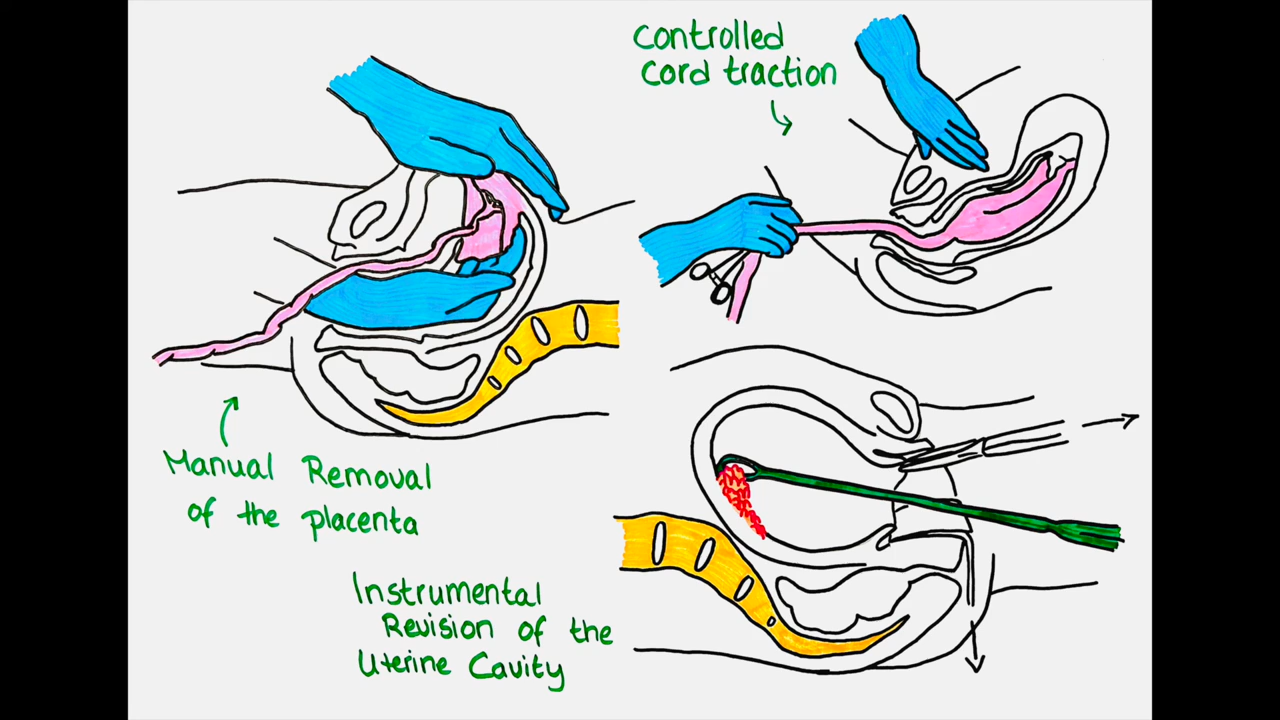 Controlled
Cord traction
Manual Removal
of the placenta
Instrumental
Revision of the
Uterine Cavity